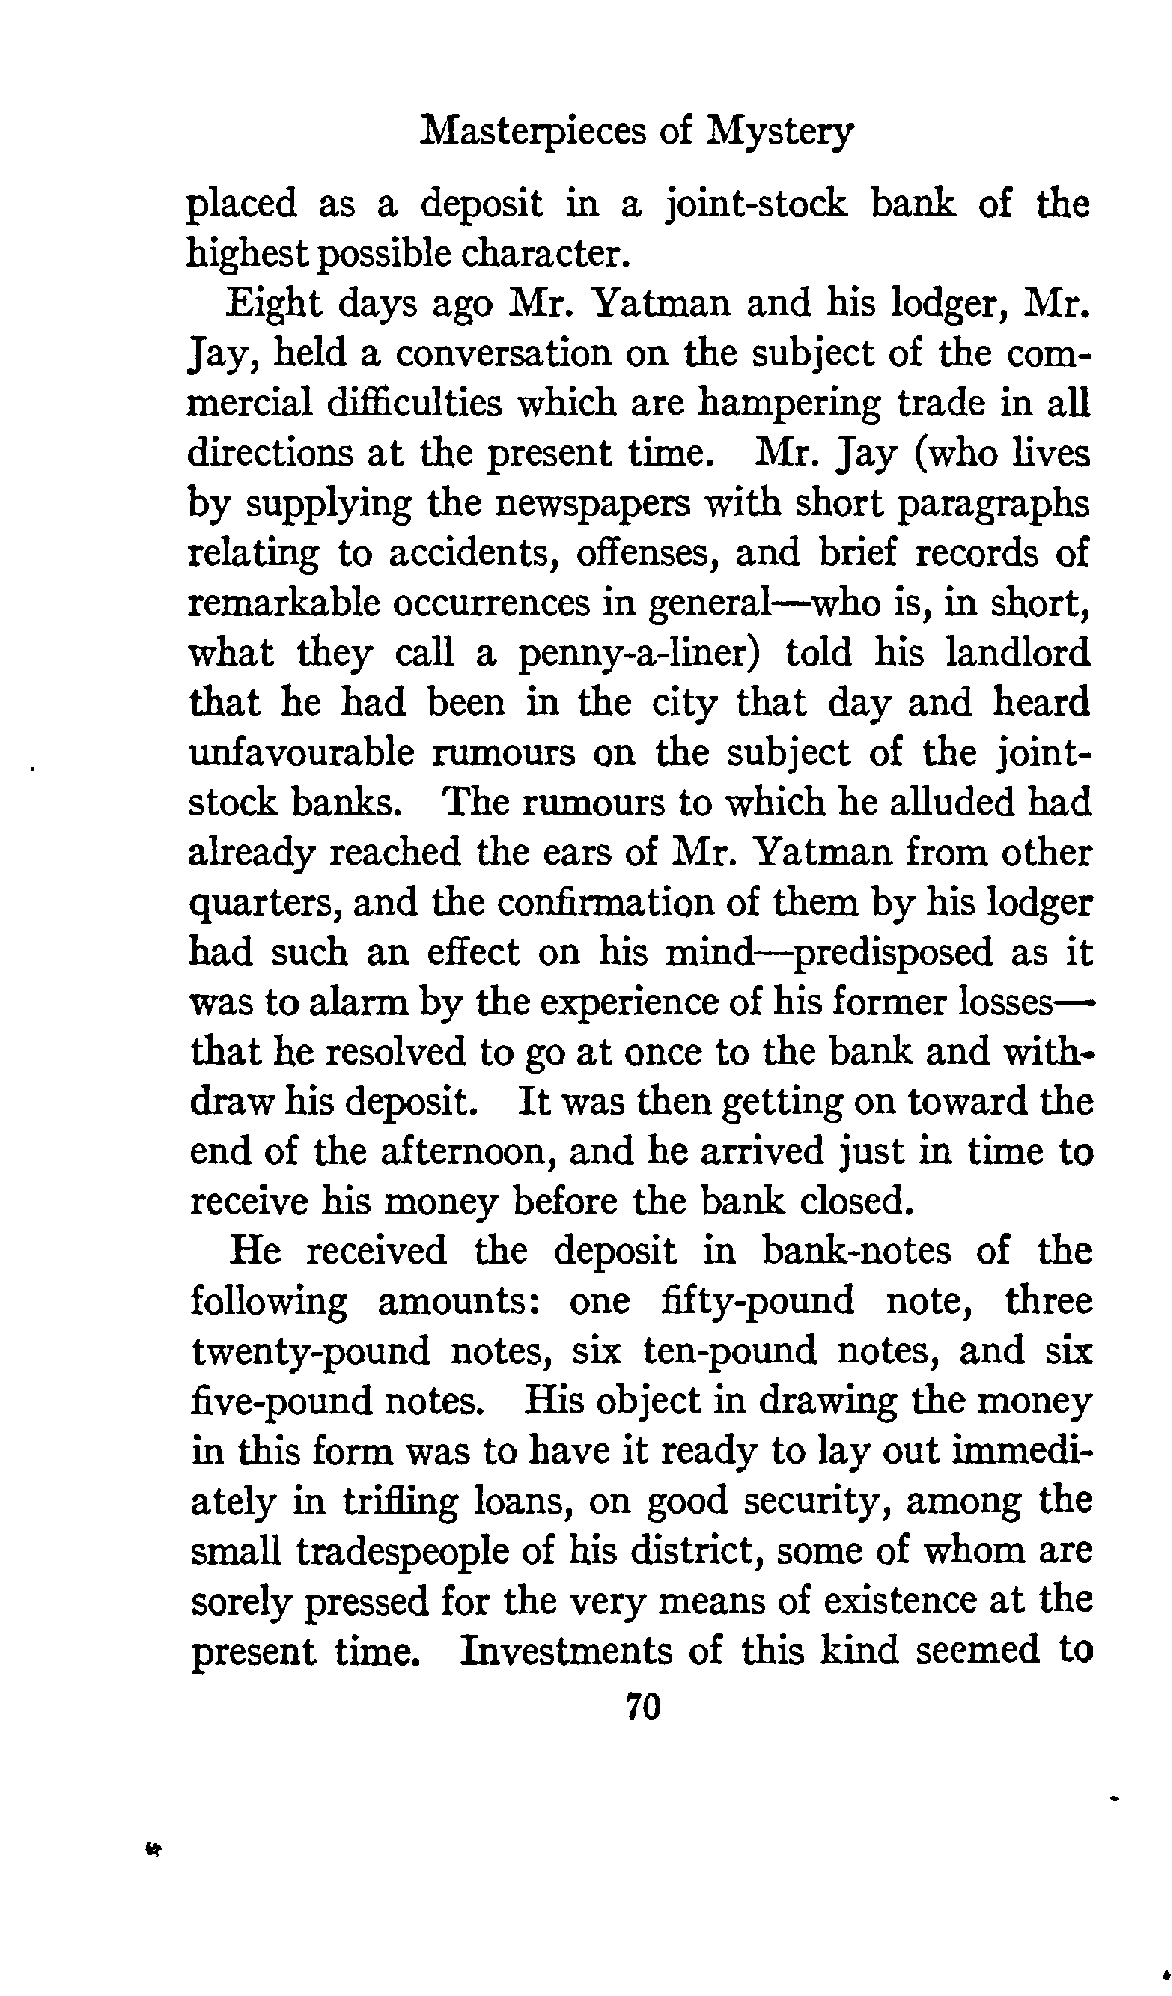 Masterpieces of Mystery
placed as a deposit in a joint-stock bank of the
highest possible character.
Eight days ago Mr. Yatman and his lodger, Mr.
Jay, held a conversation on the subject of the com-
mercial difficulties which are hampering trade in all
directions at the present time. Mr. Jay (who lives
by supplying the newspapers with short paragraphs
relating to accidents, offenses, and brief records of
remarkable occurrences in general—who is, in short,
what they call a penny-a-liner) told his landlord
that he had been in the city that day and heard
unfavourable rumours on the subject of the joint-
stock banks. The rumours to which he alluded had
already reached the ears of Mr. Yatman from other
quarters, and the confirmation of them by his lodger
had such an effect on his mind—predisposed as it
was to alarm by the experience of his former losses—
that he resolved to go at once to the bank and with-
draw his deposit. It was then getting on toward the
end of the afternoon, and he arrived just in time to
receive his money before the bank closed.
He received the deposit in bank-notes of the
following amounts: one fifty-pound note, three
twenty-pound notes, six ten-pound notes, and six
five-pound notes. His object in drawing the money
in this form was to have it ready to lay out immedi-
ately in trifling loans, on good security, among the
small tradespeople of his district, some of whom are
sorely pressed for the very means of existence at the
present time. Investments of this kind seemed to
70